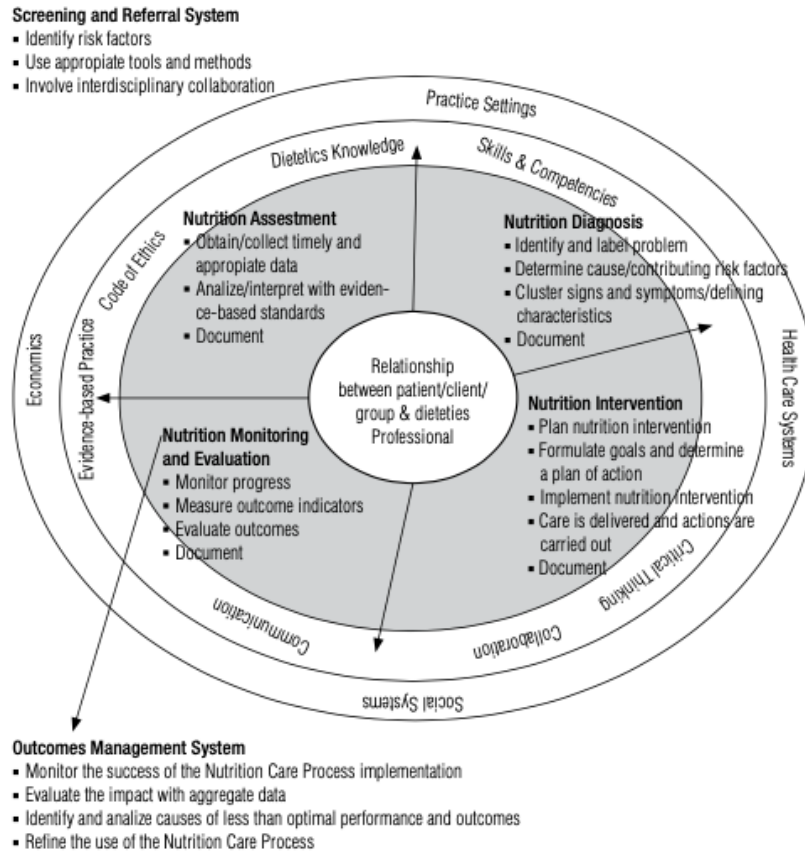 Screening and Referral System
▪ Identify risk factors
▪ Use appropiate tools and methods
▪ Involve interdisciplinary collaboration
Practice Settings
Dietetics Knowledge
Skills & Competencies
Code of Ethics
Evidence-based Practice
Economics
Health Care Systems
Nutrition Assestment
▪ Obtain/collect timely and
appropiate data
▪ Analize/interpret with eviden-
ce-based standards
▪ Document
Nutrition Diagnosis
▪ Identify and label problem
▪ Determine cause/contributing risk factors
▪ Cluster signs and symptoms/defining
characteristics
▪ Document
Relationship
between patient/client/
group & dieteties
Professional
Nutrition Monitoring
and Evaluation
▪ Monitor progress
▪ Measure outcome indicators
▪ Evaluate outcomes
▪ Document
Nutrition Intervention
▪ Plan nutrition intervention
▪ Formulate goals and determine
a plan of action
▪ Implement nutrition Intervention
▪ Care is delivered and actions are
carried out
▪ Document
Critical Thinking
Collaboration
Communication
Social Systems
Outcomes Management System
▪ Monitor the success of the Nutrition Care Process implementation
▪ Evaluate the impact with aggregate data
▪ Identify and analize causes of less than optimal performance and outcomes
▪ Refine the use of the Nutrition Care Process